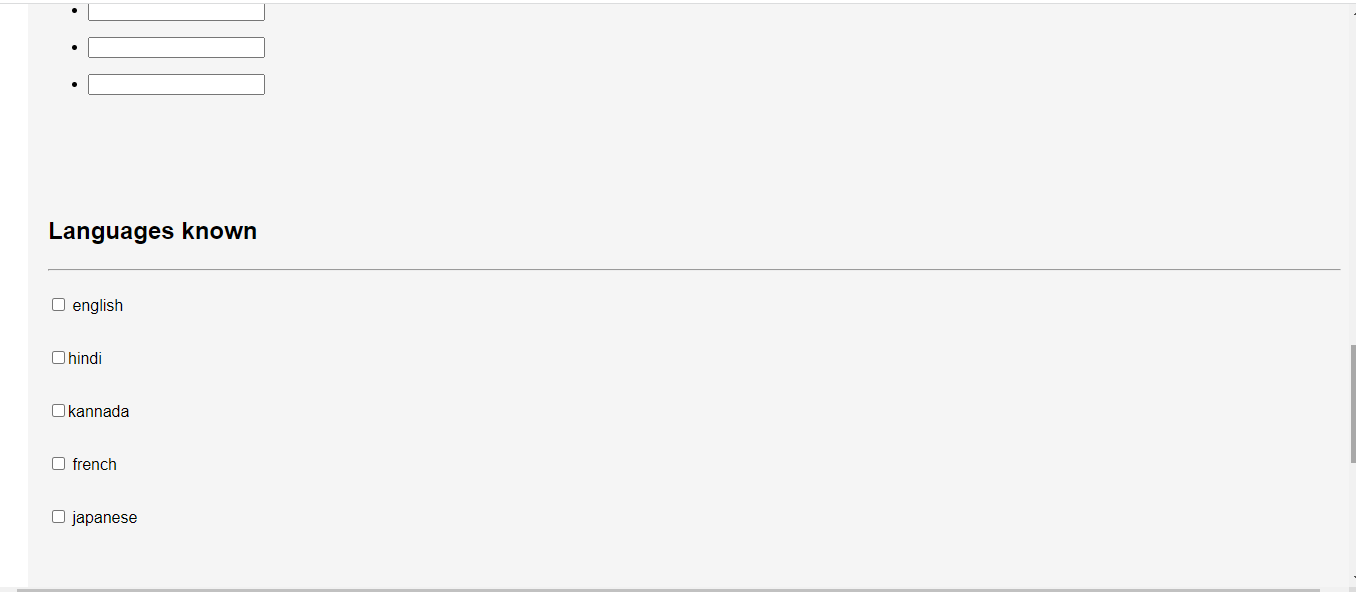 Languages known
english
hindi
kannada
french
japanese